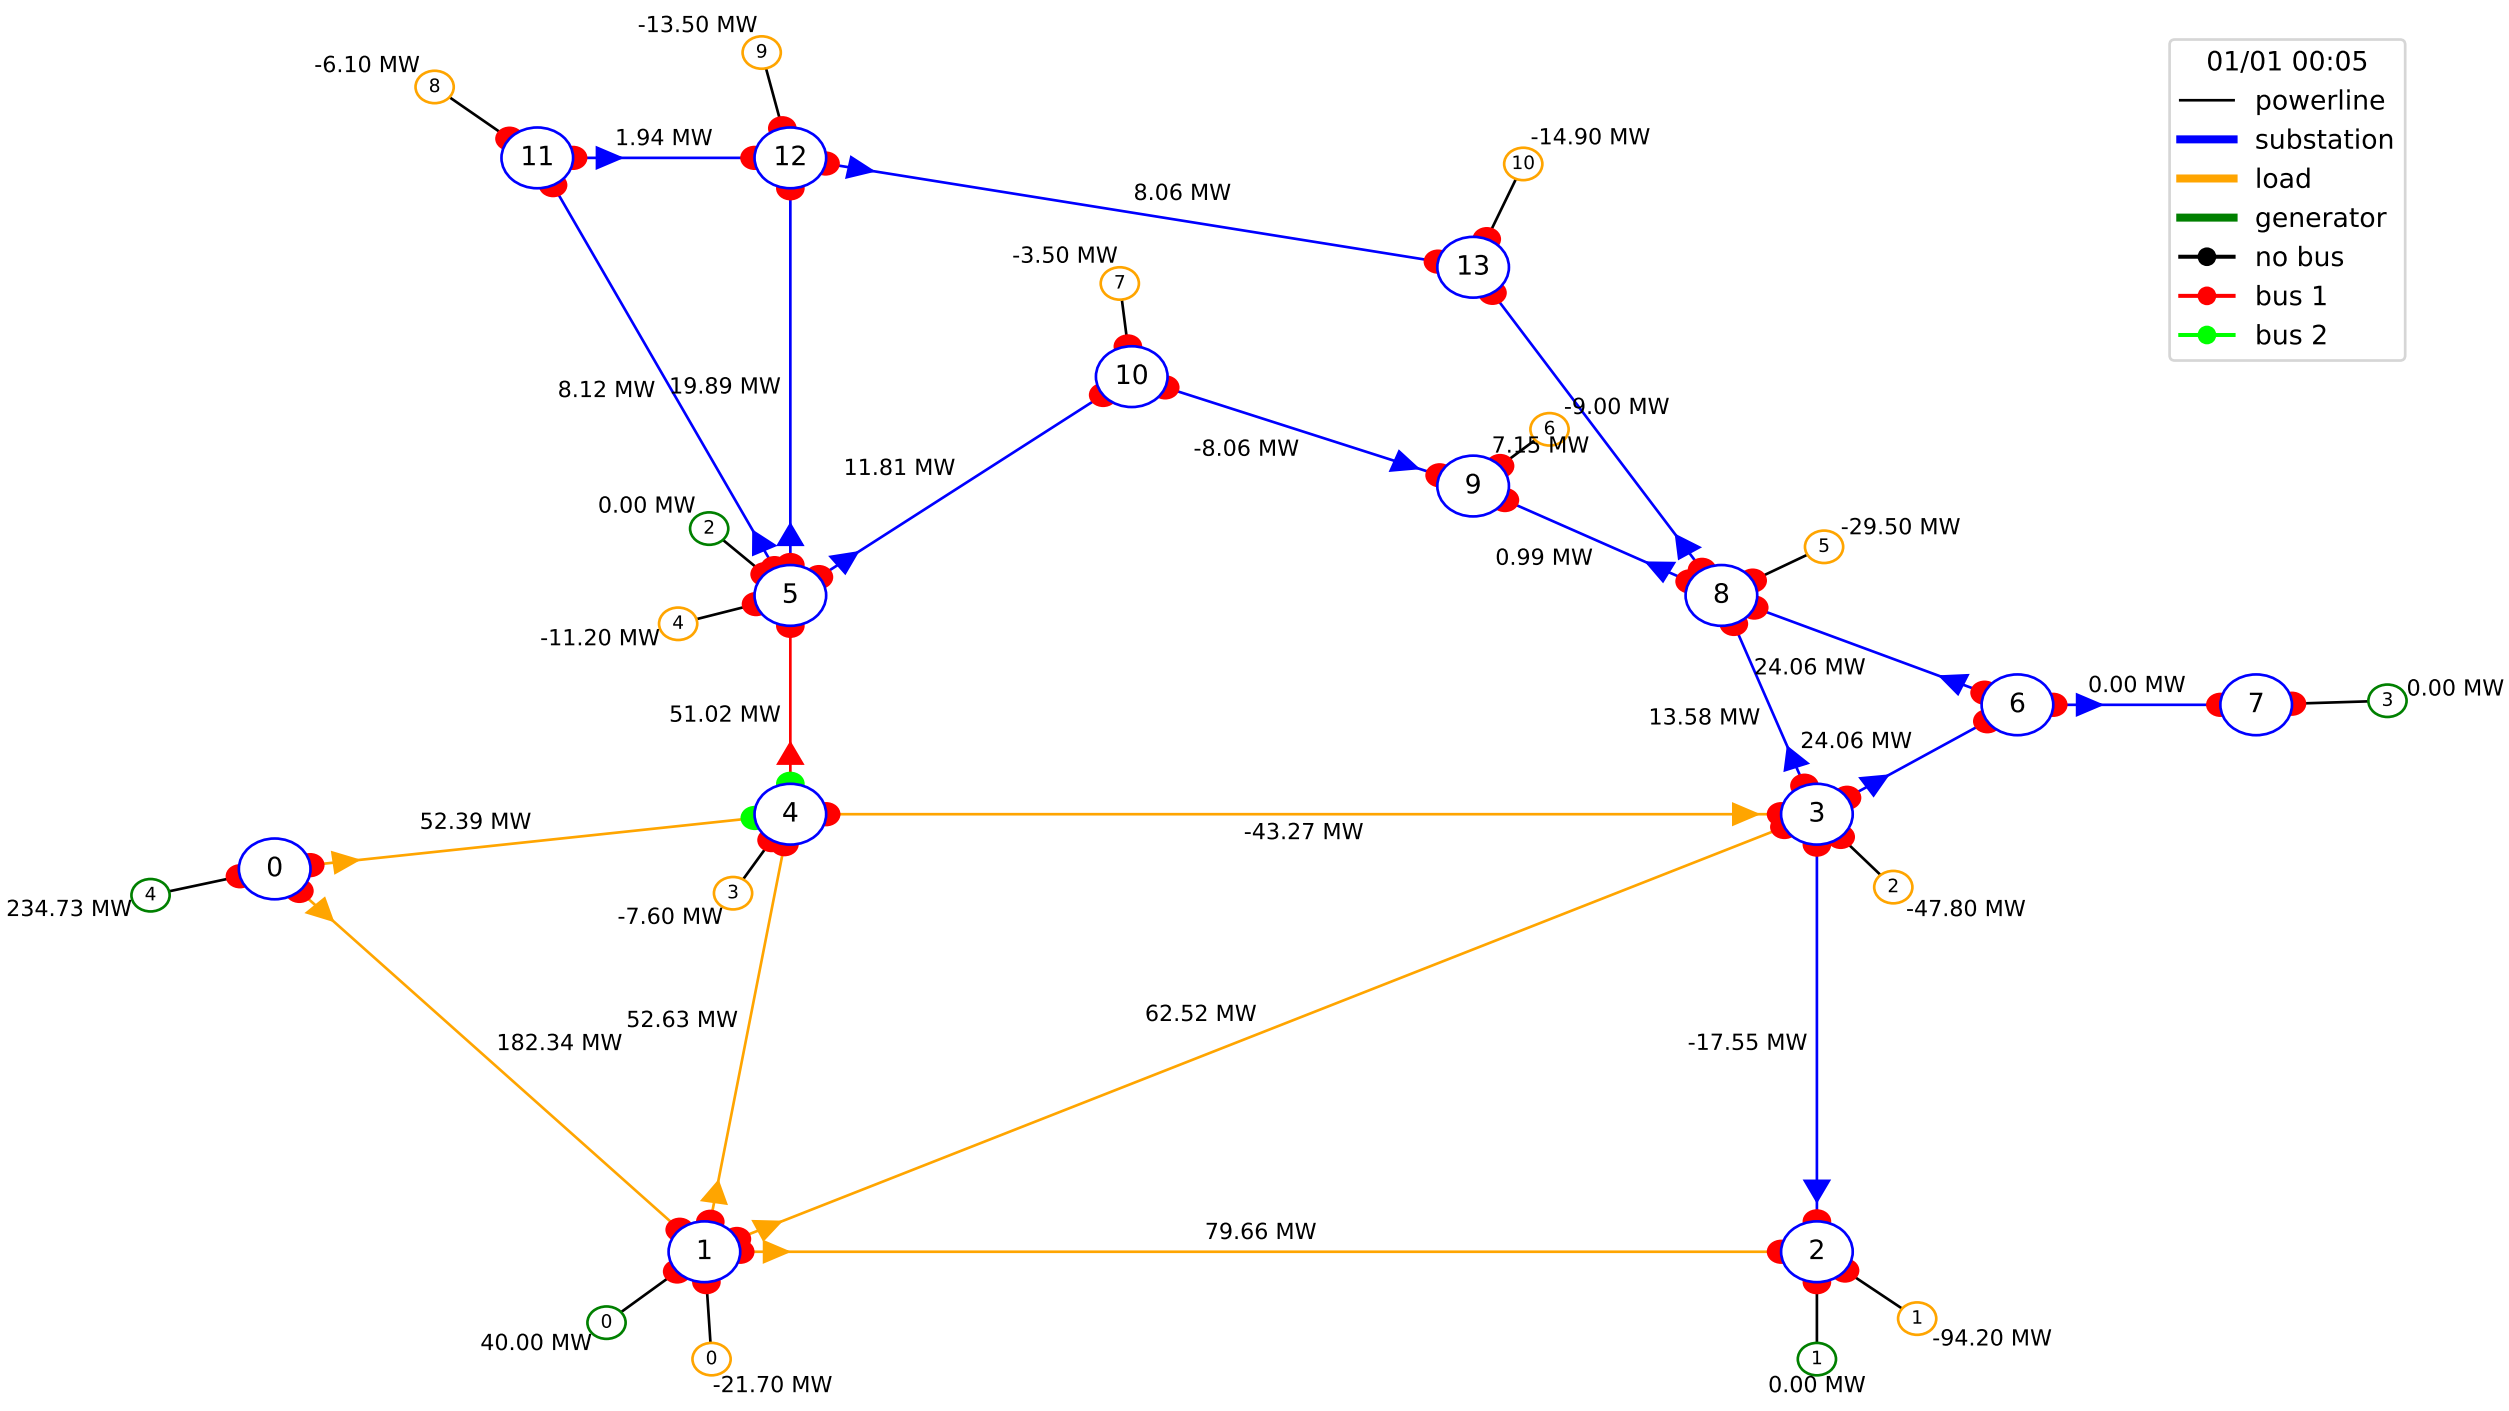 -13.50 MW
9
-6.10 MW
8
11
1.94 MW
12
8.06 MW
-14.90 MW
10
13
-3.50 MW
7
10
8.12 MW
19.89 MW
11.81 MW
-8.06 MW
-9.00 MW
6
7.15 MW
9
0.99 MW
0.00 MW
2
5
4
-11.20 MW
-29.50 MW
5
8
24.06 MW
13.58 MW
24.06 MW
6
0.00 MW
7
3
0.00 MW
51.02 MW
52.39 MW
4
-43.27 MW
3
0
4
234.73 MW
3
-7.60 MW
2
-47.80 MW
52.63 MW
182.34 MW
62.52 MW
-17.55 MW
79.66 MW
1
2
0
40.00 MW
0
-21.70 MW
1
0.00 MW
1
-94.20 MW
01/01 00:05
powerline
substation
load
generator
no bus
bus 1
bus 2